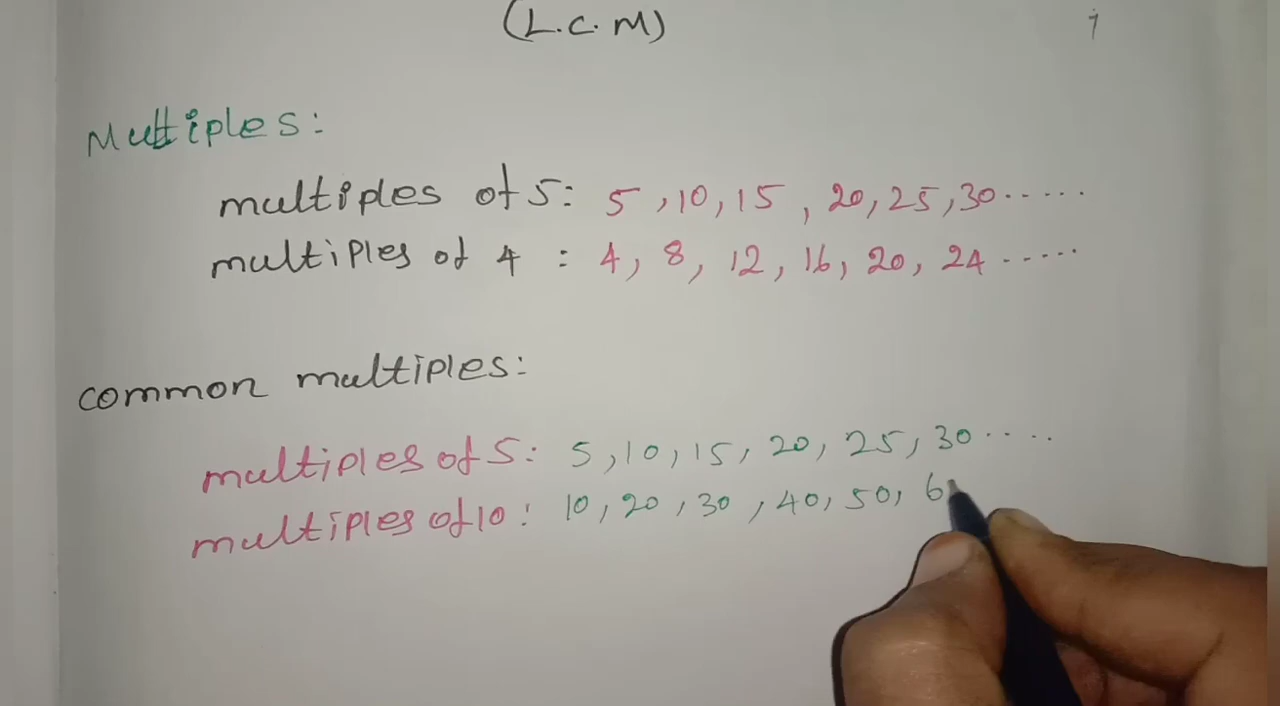 (L.C.M)
Multiples:
multiples of 5: 5, 10, 15, 20, 25, 30.....
multiples of 4 : 4, 8, 12, 16, 20, 24.....
common multiples:
multiples of 5: 5, 10, 15, 20, 25, 30....
multiples of 10: 10, 20, 30, 40, 50, 6